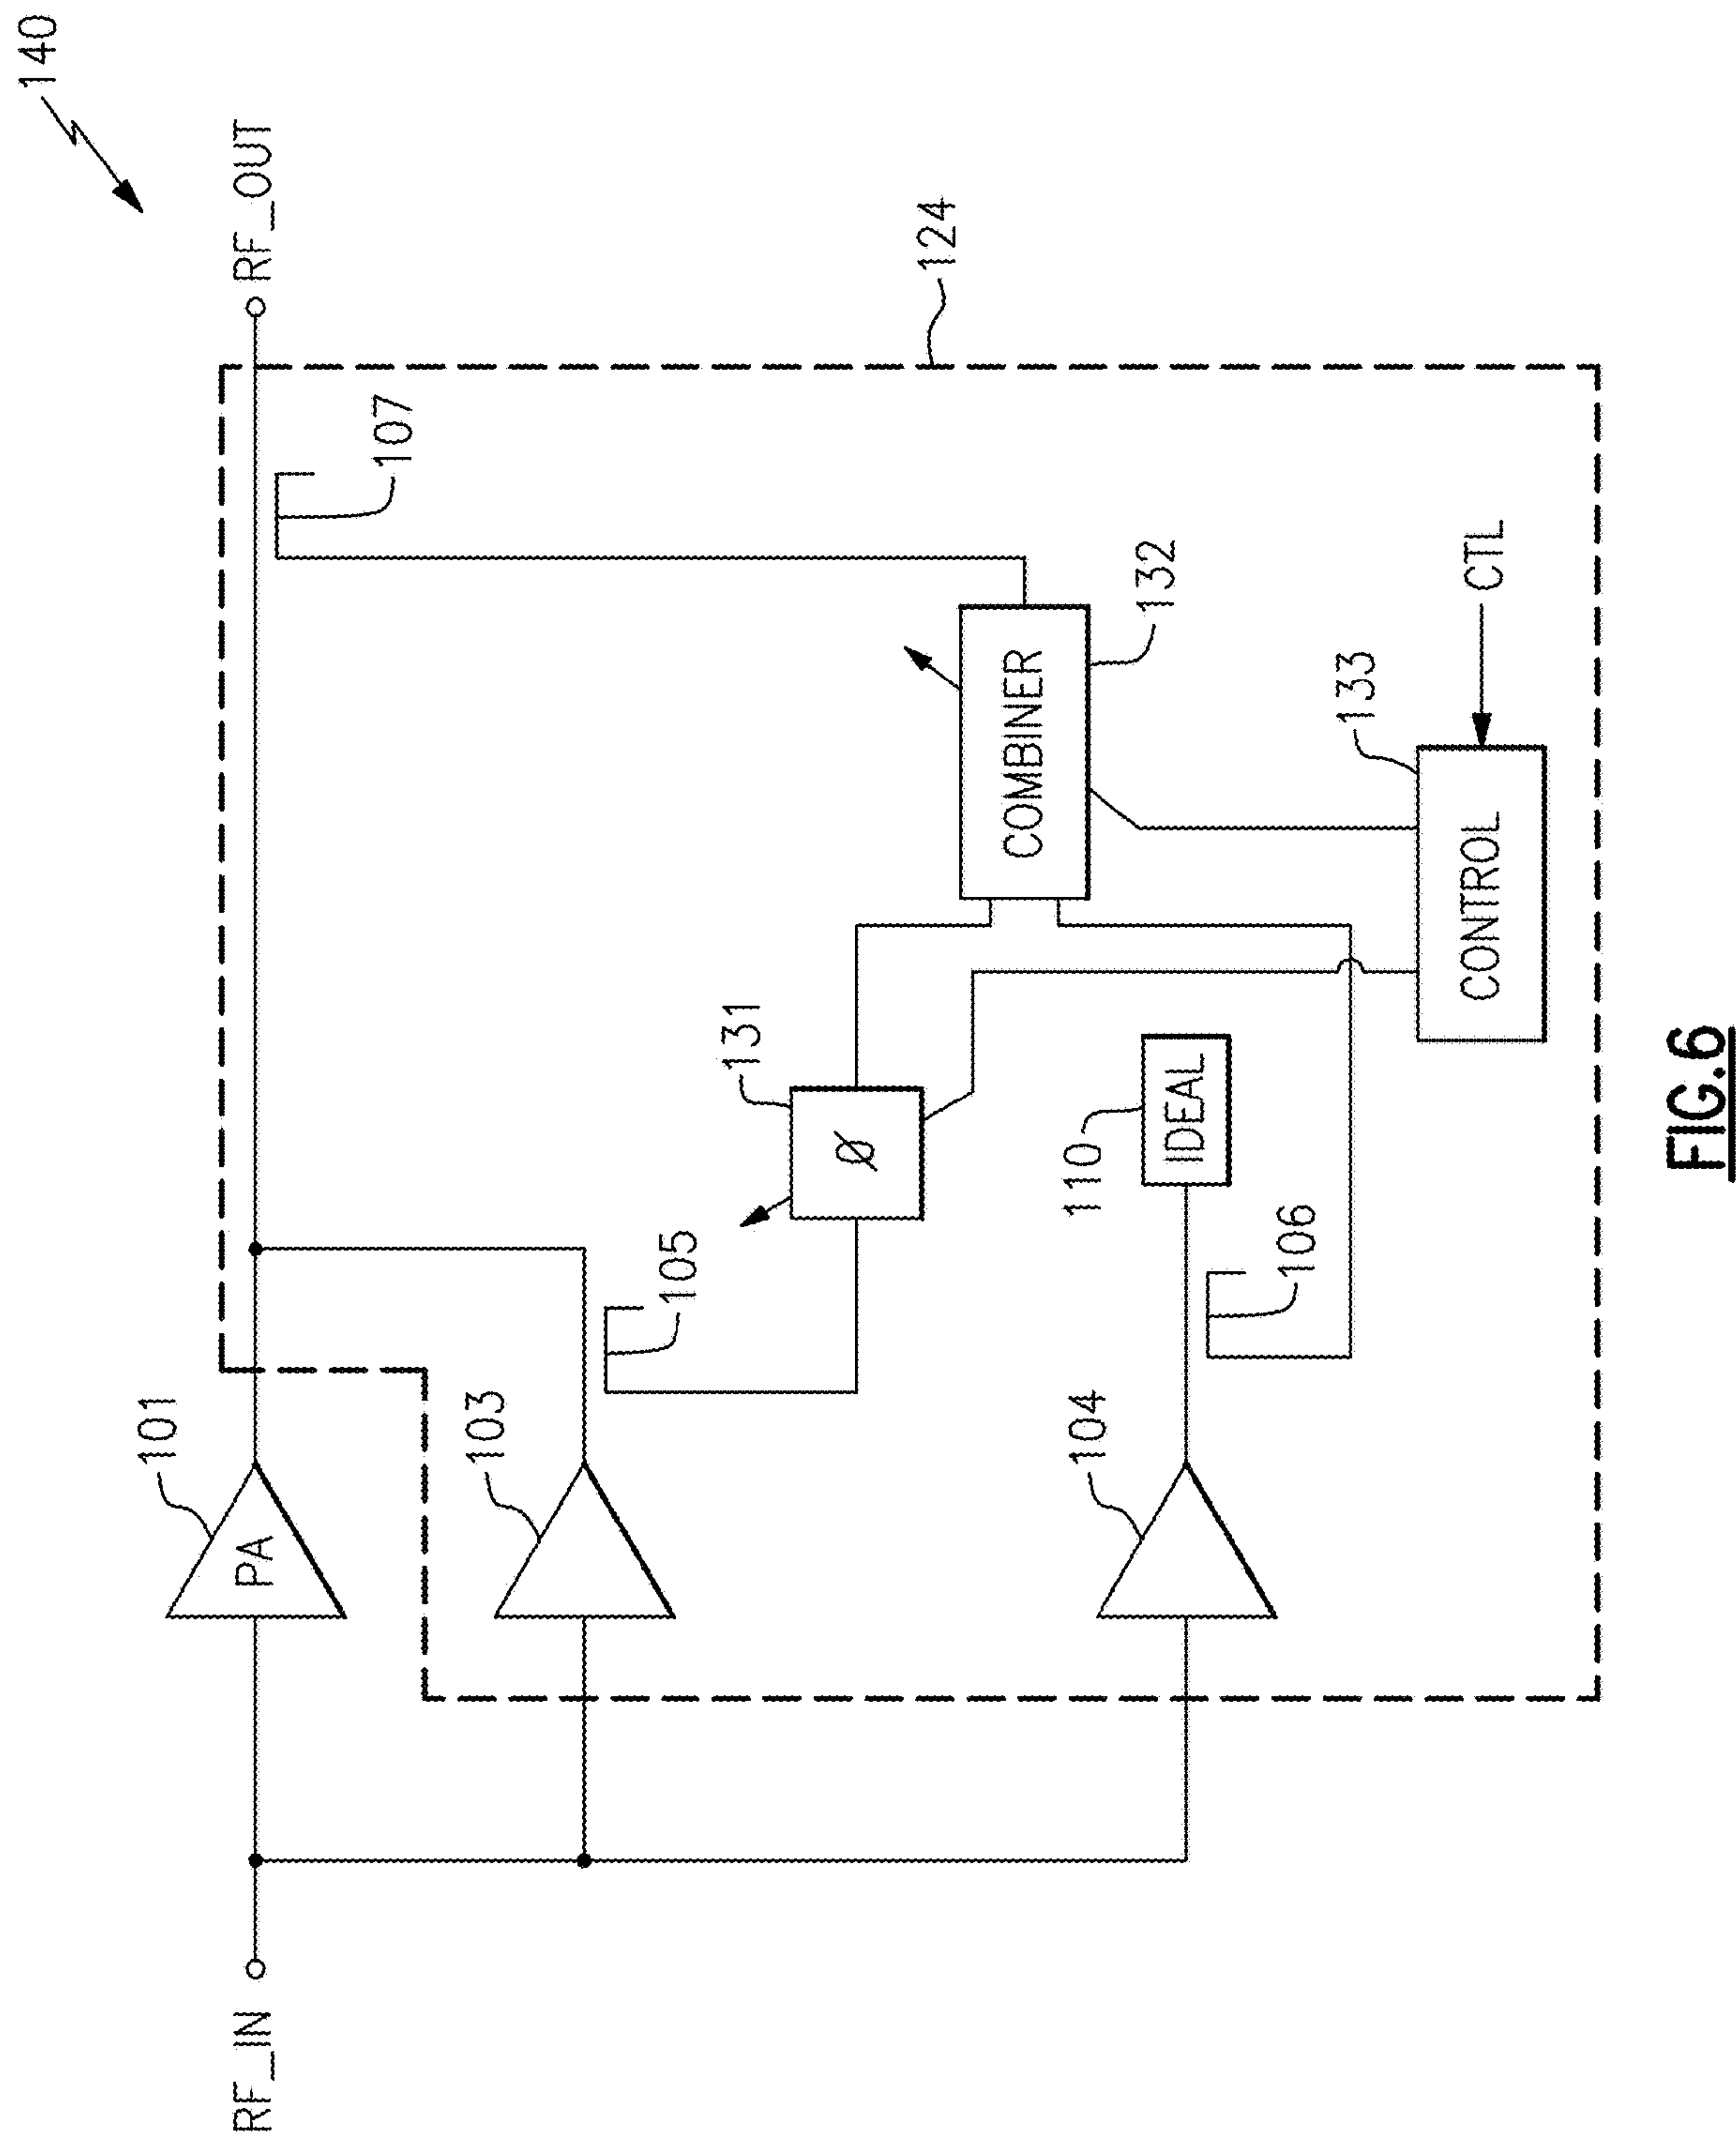 140
RF_IN
RF_OUT
101
PA
107
124
103
105
131
Ø
COMBINER
132
104
110
IDEAL
106
133
CONTROL
CTL
FIG.6